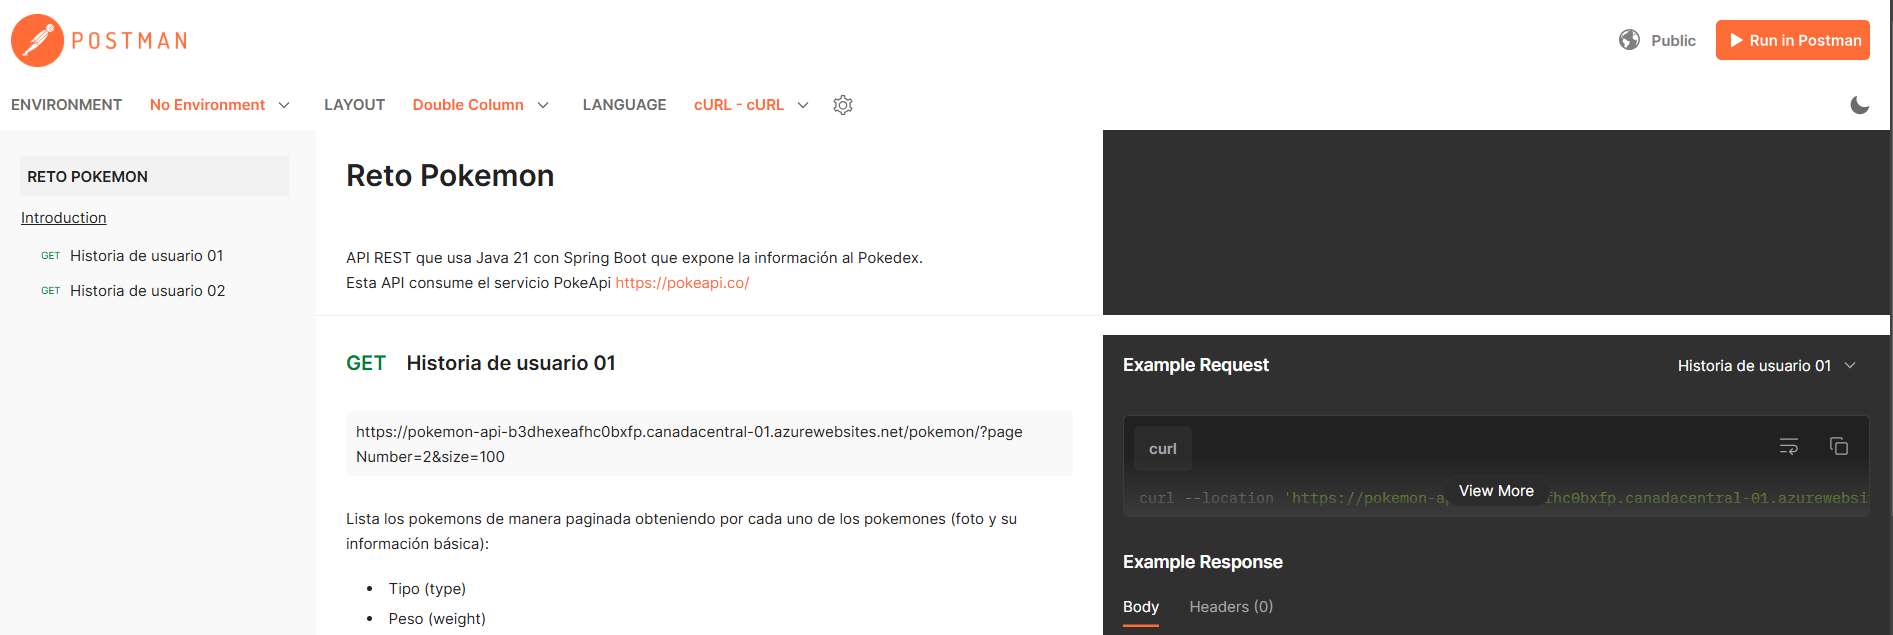 POSTMAN
Public
Run in Postman
ENVIRONMENT No Environment LAYOUT Double Column LANGUAGE cURL - cURL
RETO POKEMON
Introduction
GET Historia de usuario 01
GET Historia de usuario 02
Reto Pokemon
API REST que usa Java 21 con Spring Boot que expone la información al Pokedex.
Esta API consume el servicio PokeApi https://pokeapi.co/
GET Historia de usuario 01
https://pokemon-api-b3dhexeafhc0bxfp.canadacentral-01.azurewebsites.net/pokemon/?page
Number=2&size=100
Lista los pokemons de manera paginada obteniendo por cada uno de los pokemones (foto y su
información básica):
• Tipo (type)
• Peso (weight)
Example Request
Historia de usuario 01
curl
curl --location 'https://pokemon-ap fhc0bxfp.canadacentral-01.azurewebsi
View More
Example Response
Body Headers (0)